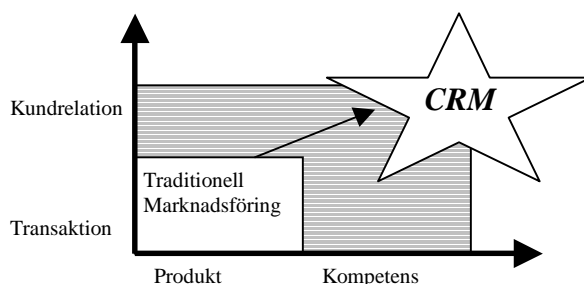 CRM
Kundrelation
Traditionell
Marknadsföring
Transaktion
Produkt Kompetens